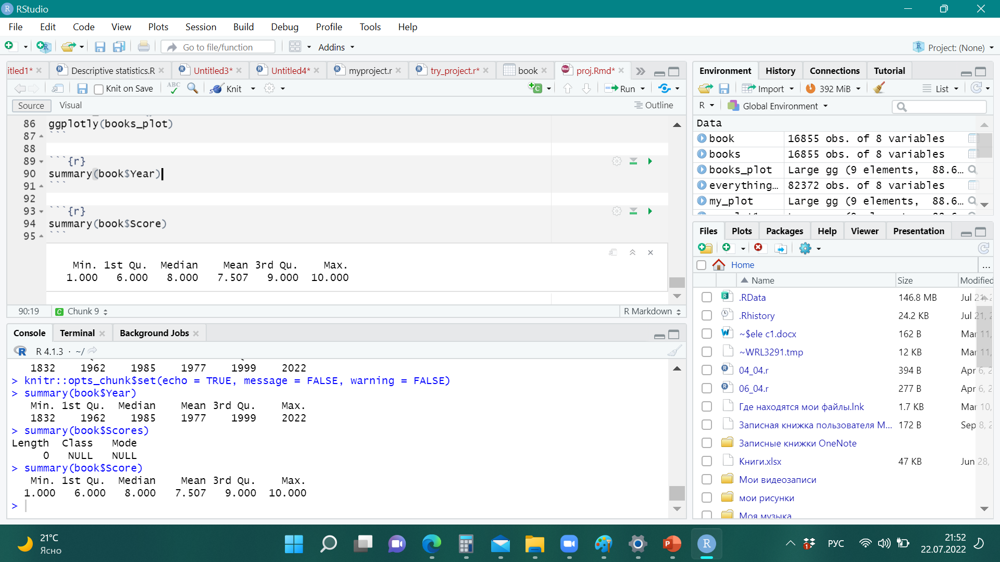 RStudio
File Edit Code View Plots Session Build Debug Profile Tools Help
Go to file/function Addins Project: (None)
itled1* Descriptive statistics.R Untitled3* Untitled4* myproject.r try_project.r* book proj.Rmd*
Knit on Save ABC Knit Run
Source Visual Outline
86 ggplotly(books_plot)
87 ```
88
89 ```{r}
90 summary(book$Year)
91 ```
92
93 ```{r}
94 summary(book$Score)
95 ```
Min. 1st Qu. Median Mean 3rd Qu. Max.
1.000 6.000 8.000 7.507 9.000 10.000
90:19 C Chunk 9 R Markdown
Console Terminal Background Jobs
R 4.1.3 · ~/
1832 1962 1985 1977 1999 2022
> knitr::opts_chunk$set(echo = TRUE, message = FALSE, warning = FALSE)
> summary(book$Year)
Min. 1st Qu. Median Mean 3rd Qu. Max.
1832 1962 1985 1977 1999 2022
> summary(book$Scores)
Length Class Mode
0 NULL NULL
> summary(book$Score)
Min. 1st Qu. Median Mean 3rd Qu. Max.
1.000 6.000 8.000 7.507 9.000 10.000
>
Environment History Connections Tutorial
Import 392 MiB List
R Global Environment
Data
book 16855 obs. of 8 variables
books 16855 obs. of 8 variables
books_plot Large gg (9 elements, 88.6…
everything… 82372 obs. of 8 variables
my_plot Large gg (9 elements, 88.6…
Files Plots Packages Help Viewer Presentation
Home ...
Name Size Modified
.RData 146.8 MB Jul 21, 2
.Rhistory 24.2 KB Jul 21, 2
~$ele c1.docx 162 B Mar 11,
~WRL3291.tmp 12 KB Mar 11,
04_04.r 394 B Apr 6, 2
06_04.r 277 B Apr 6, 2
Где находятся мои файлы.lnk 1.7 KB Mar 10,
Записная книжка пользователя М... 172 B Sep 8, 2
Записные книжки OneNote
Книги.xlsx 47 KB Jun 28,
Мои видеозаписи
мои рисунки
Моя музыка
21°C
Ясно
1 РУС 21:52
22.07.2022